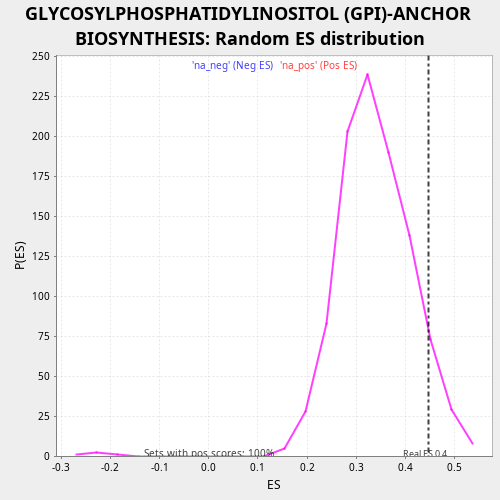 GLYCOSYLPHOSPHATIDYLINOSITOL (GPI)-ANCHOR
BIOSYNTHESIS: Random ES distribution
'na_neg' (Neg ES) 'na_pos' (Pos ES)
250
225
200
175
150
125
100
75
50
25
0
P(ES)
Sets with pos scores: 100%
Real ES 0.4
-0.3 -0.2 -0.1 0.0 0.1 0.2 0.3 0.4 0.5
ES